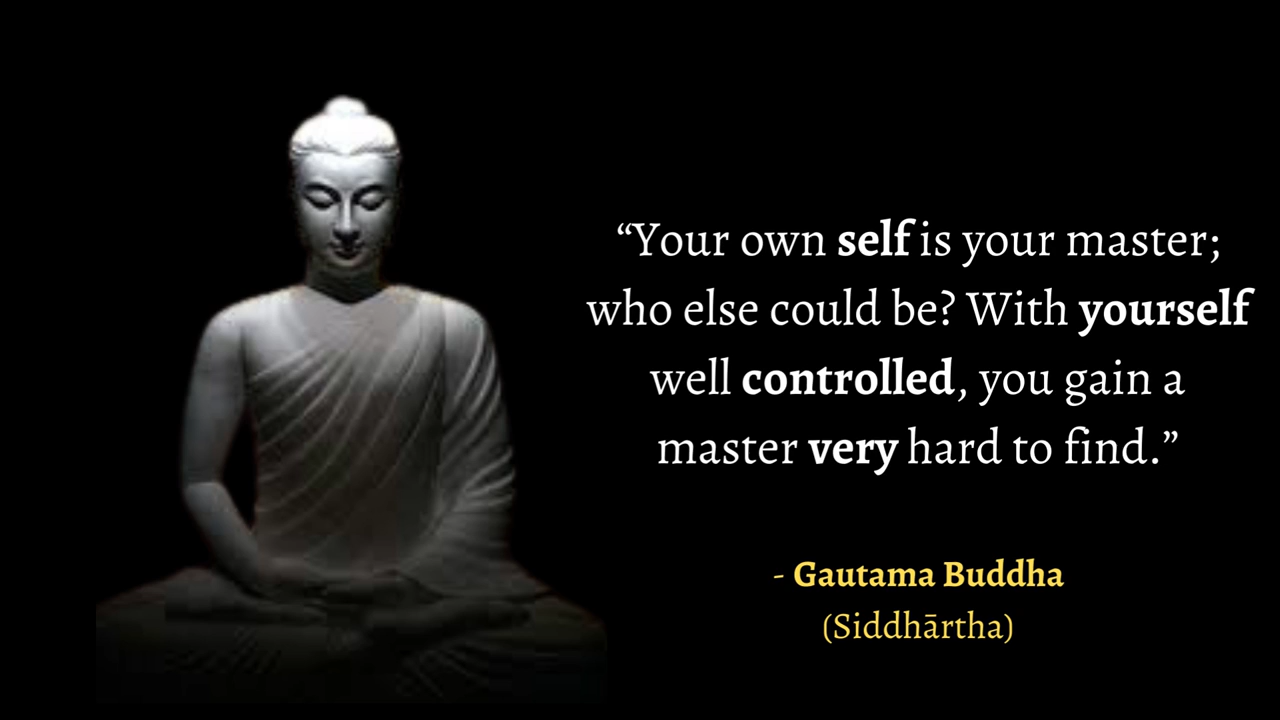 “Your own self is your master;
who else could be? With yourself
well controlled, you gain a
master very hard to find.”
- Gautama Buddha
(Siddhārtha)